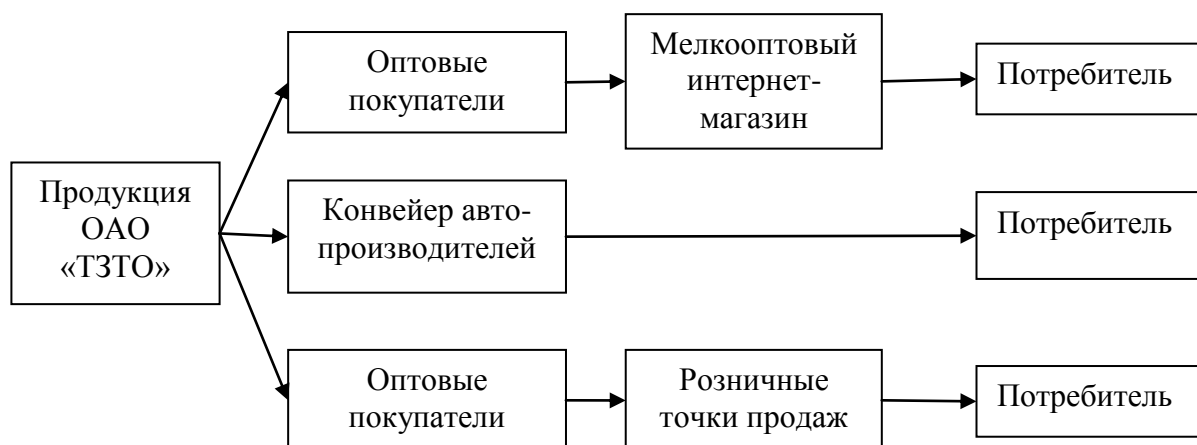 Оптовые
покупатели
Мелкооптовый
интернет-
магазин
Потребитель
Продукция
ОАО
«ТЗТО»
Конвейер авто-
производителей
Потребитель
Оптовые
покупатели
Розничные
точки продаж
Потребитель